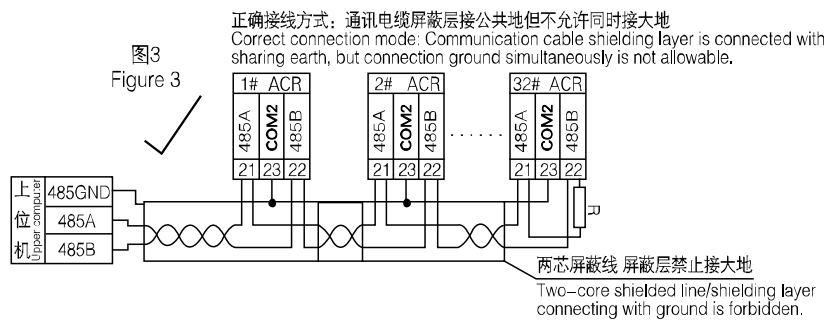 正确接线方式：通讯电缆屏蔽层接公共地但不允许同时接大地
Correct connection mode: Communication cable shielding layer is connected with
sharing earth, but connection ground simultaneously is not allowable.
图3
Figure 3
1# ACR
485A COM2 485B
21 23 22
2# ACR
485A COM2 485B
21 23 22
......
32# ACR
485A COM2 485B
21 23 22
R
上位机
Upper computer
485GND
485A
485B
两芯屏蔽线 屏蔽层禁止接大地
Two-core shielded line/shielding layer
connecting with ground is forbidden.